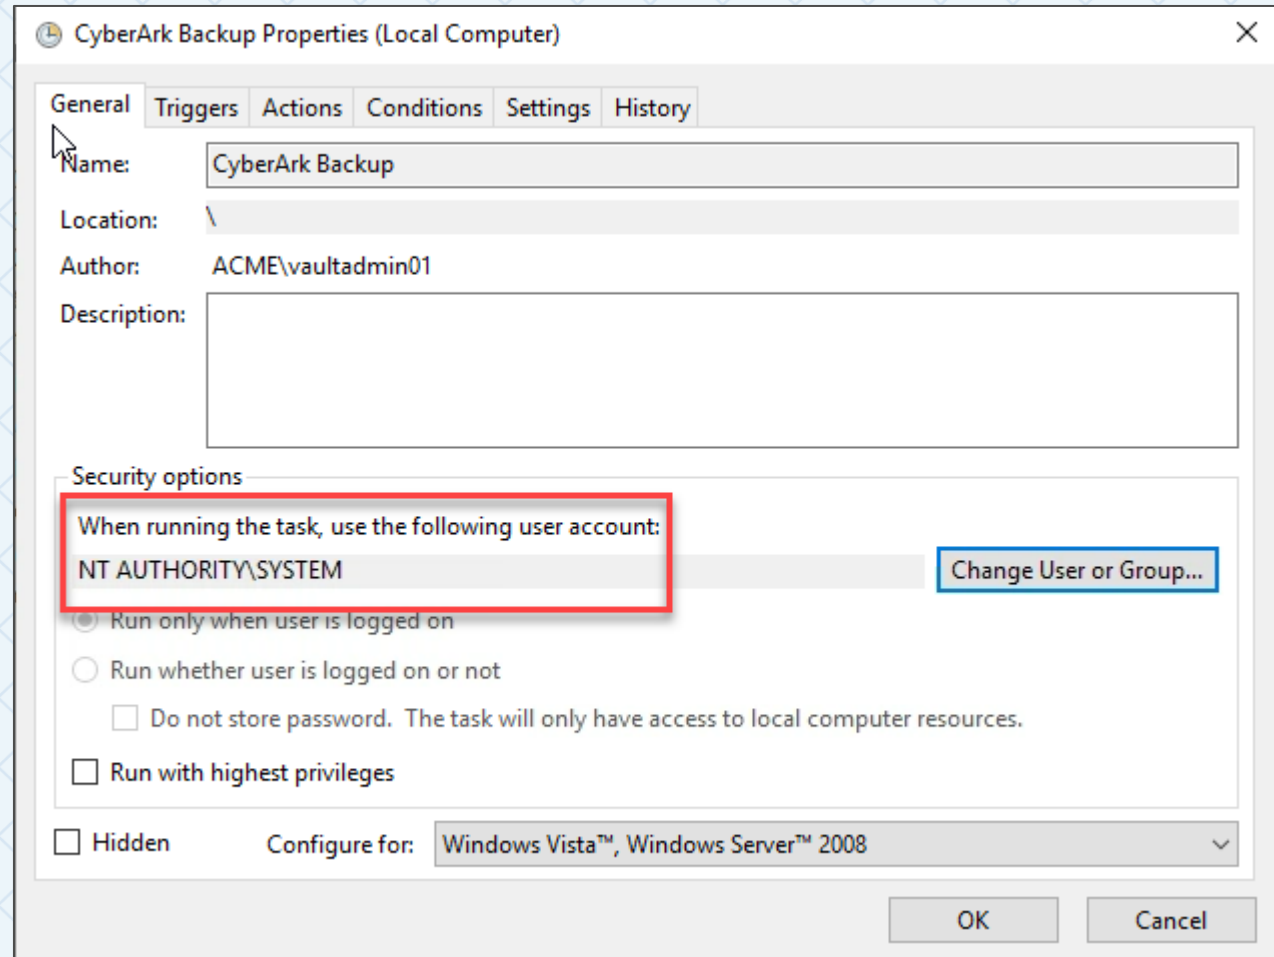 CyberArk Backup Properties (Local Computer)
General Triggers Actions Conditions Settings History
Name: CyberArk Backup
Location: \
Author: ACME\vaultadmin01
Description:
Security options
When running the task, use the following user account:
NT AUTHORITY\SYSTEM Change User or Group...
Run only when user is logged on
Run whether user is logged on or not
Do not store password. The task will only have access to local computer resources.
Run with highest privileges
Hidden Configure for: Windows Vista™, Windows Server™ 2008
OK Cancel